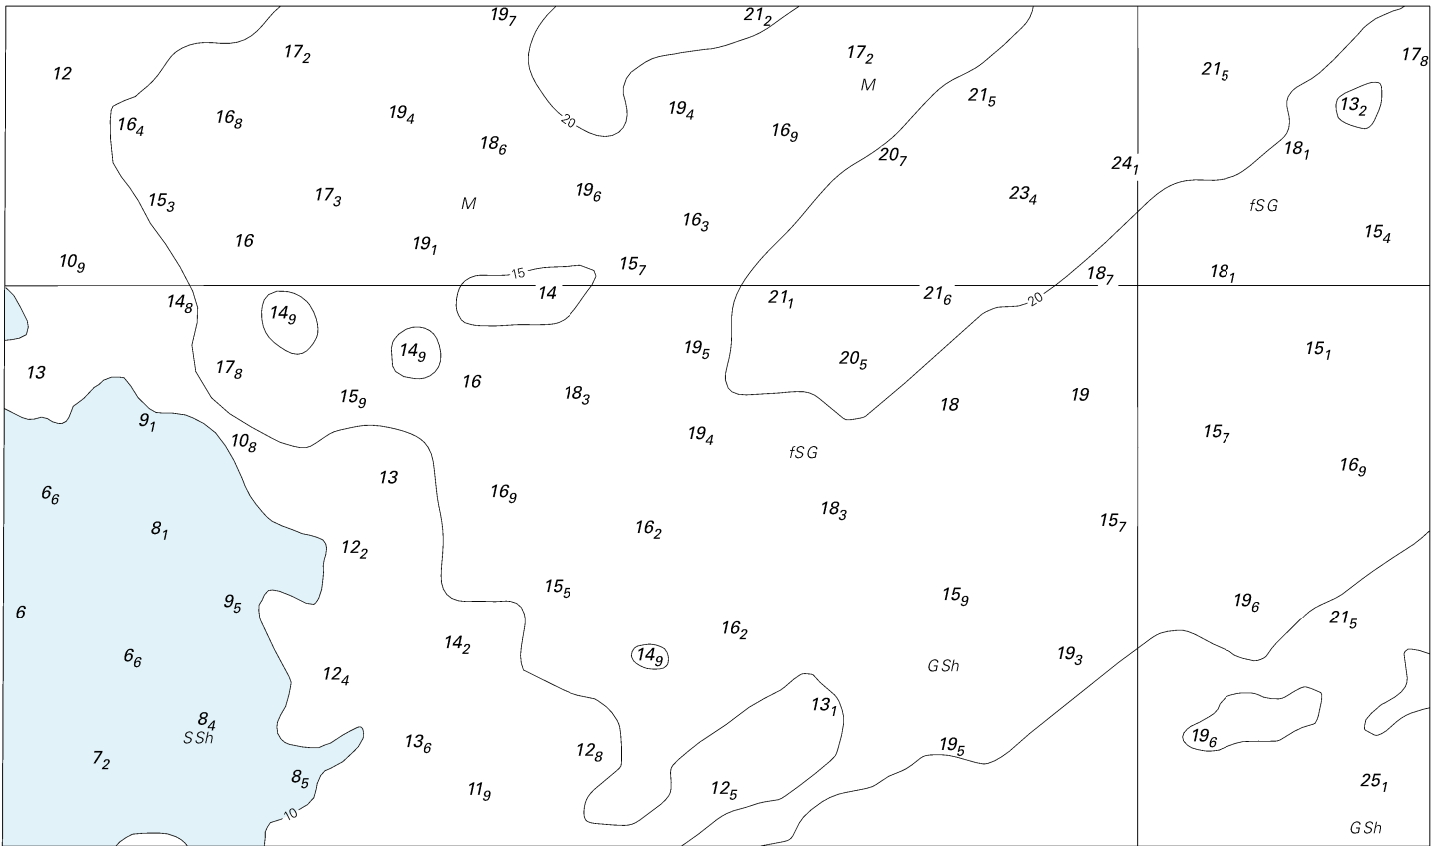 19₇ 21₂
12 17₂ 17₂ 21₅ 17₈
M 21₅ 13₂
16₄ 16₈ 19₄ 20 19₄ 16₉
18₆ 20₇ 24₁ 18₁
15₃ 17₃ M 19₆ 16₃ 23₄ fSG
16 19₁ 15₄
10₉ 15 15₇ 18₇ 18₁
14₈ 14₉ 14 21₁ 21₆ 20
13 17₈ 14₉ 19₅ 20₅ 15₁
15₉ 16 18₃ 18 19
9₁ 10₈ 19₄ fSG 15₇
13 16₉
6₆ 16₉ 18₃
8₁ 12₂ 16₂ 15₇
6 9₅ 15₅ 15₉ 19₆ 21₅
6₆ 12₄ 14₂ 14₉ 16₂ GSh 19₃
8₄ 13₁
SSh 13₆ 12₈ 19₅ 19₆
7₂ 8₅ 11₉ 12₅ 25₁
10 GSh